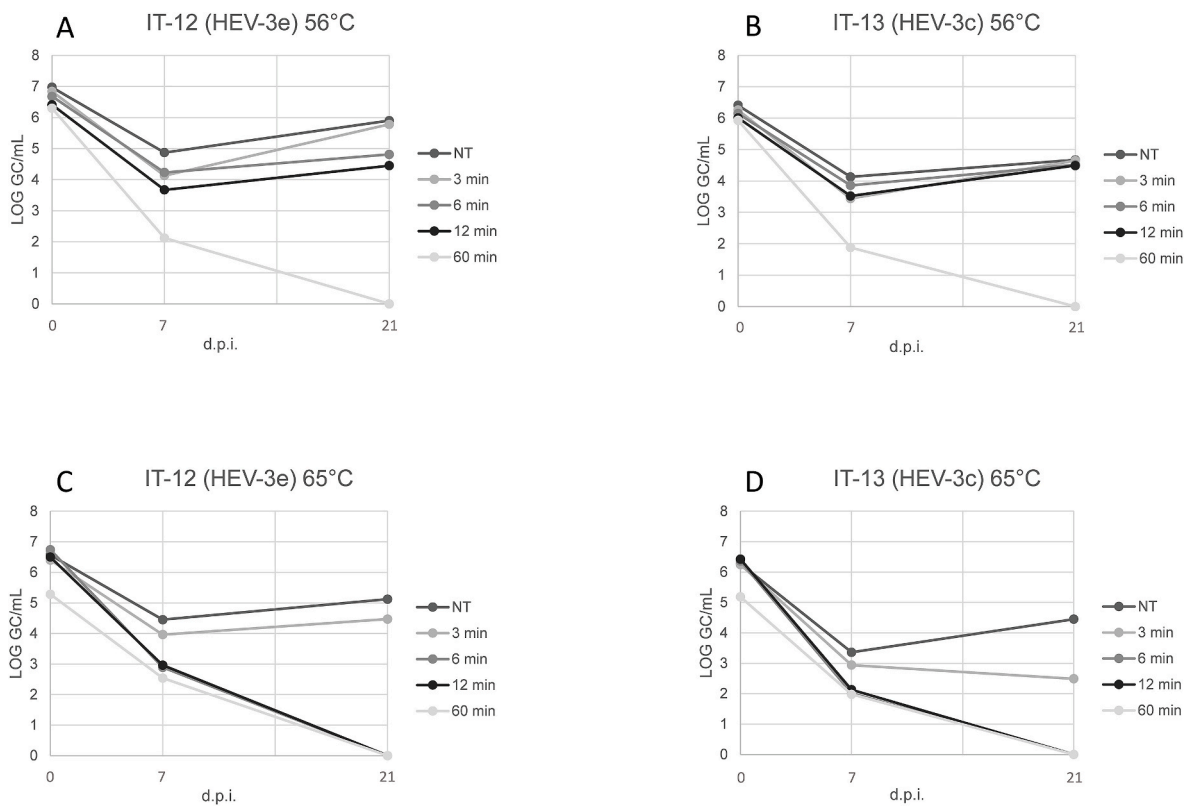 A
IT-12 (HEV-3e) 56°C
8
7
6
5
4
3
2
1
0
LOG GC/mL
0
7
21
d.p.i.
NT
3 min
6 min
12 min
60 min
B
IT-13 (HEV-3c) 56°C
8
7
6
5
4
3
2
1
0
LOG GC/mL
0
7
21
d.p.i.
NT
3 min
6 min
12 min
60 min
C
IT-12 (HEV-3e) 65°C
8
7
6
5
4
3
2
1
0
LOG GC/mL
0
7
21
d.p.i.
NT
3 min
6 min
12 min
60 min
D
IT-13 (HEV-3c) 65°C
8
7
6
5
4
3
2
1
0
LOG GC/mL
0
7
21
d.p.i.
NT
3 min
6 min
12 min
60 min